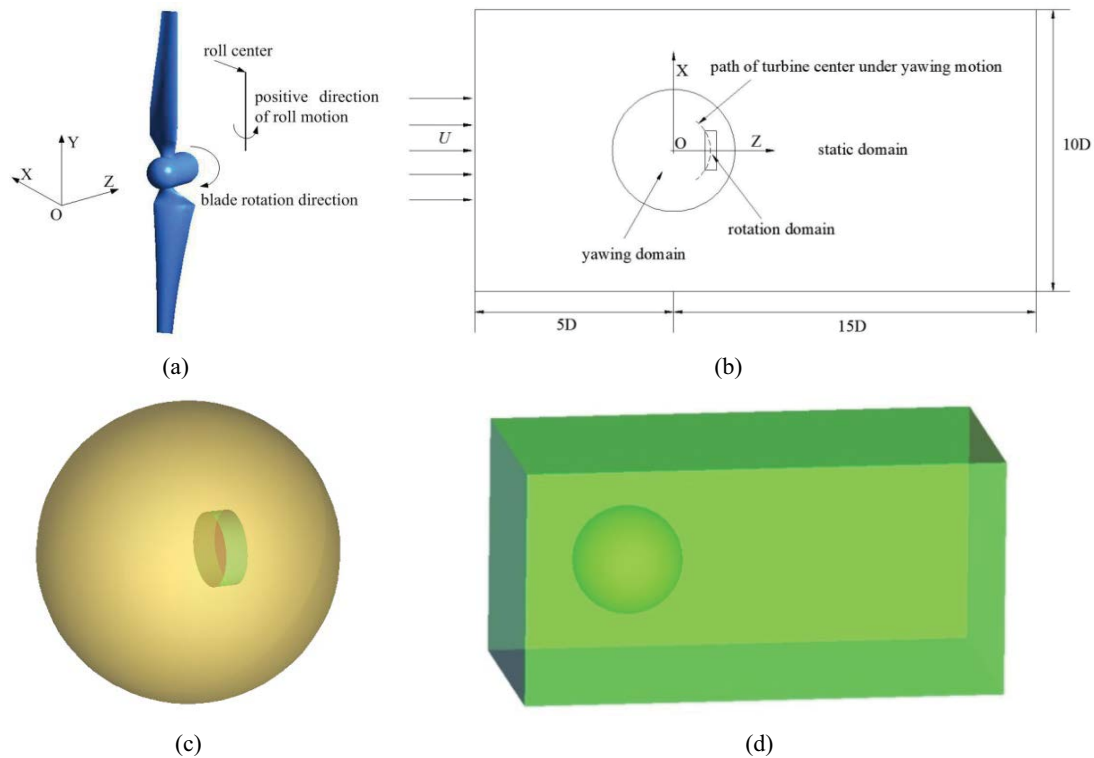 roll center
positive direction
of roll motion
Y
X
Z
O
blade rotation direction
(a)
X
path of turbine center under yawing motion
U
O
Z
static domain
10D
rotation domain
yawing domain
5D
15D
(b)
(c)
(d)